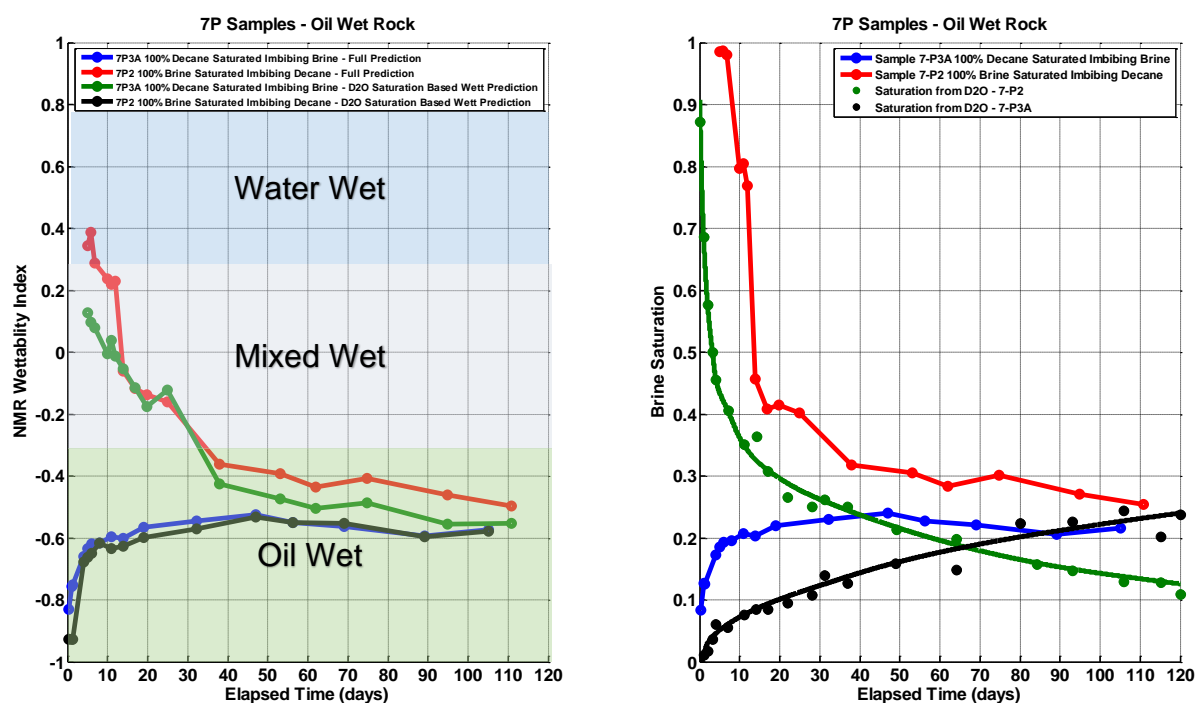 7P Samples - Oil Wet Rock
7P3A 100% Decane Saturated Imbibing Brine - Full Prediction
7P2 100% Brine Saturated Imbibing Decane - Full Prediction
7P3A 100% Decane Saturated Imbibing Brine - D2O Saturation Based Wett Prediction
7P2 100% Brine Saturated Imbibing Decane - D2O Saturation Based Wett Prediction
1
0.8
0.6
0.4
0.2
0
-0.2
-0.4
-0.6
-0.8
-1
NMR Wettablity Index
Water Wet
Mixed Wet
Oil Wet
0 10 20 30 40 50 60 70 80 90 100 110 120
Elapsed Time (days)
7P Samples - Oil Wet Rock
Sample 7-P3A 100% Decane Saturated Imbibing Brine
Sample 7-P2 100% Brine Saturated Imbibing Decane
Saturation from D2O - 7-P2
Saturation from D2O - 7-P3A
1
0.9
0.8
0.7
0.6
0.5
0.4
0.3
0.2
0.1
0
Brine Saturation
0 10 20 30 40 50 60 70 80 90 100 110 120
Elapsed Time (days)